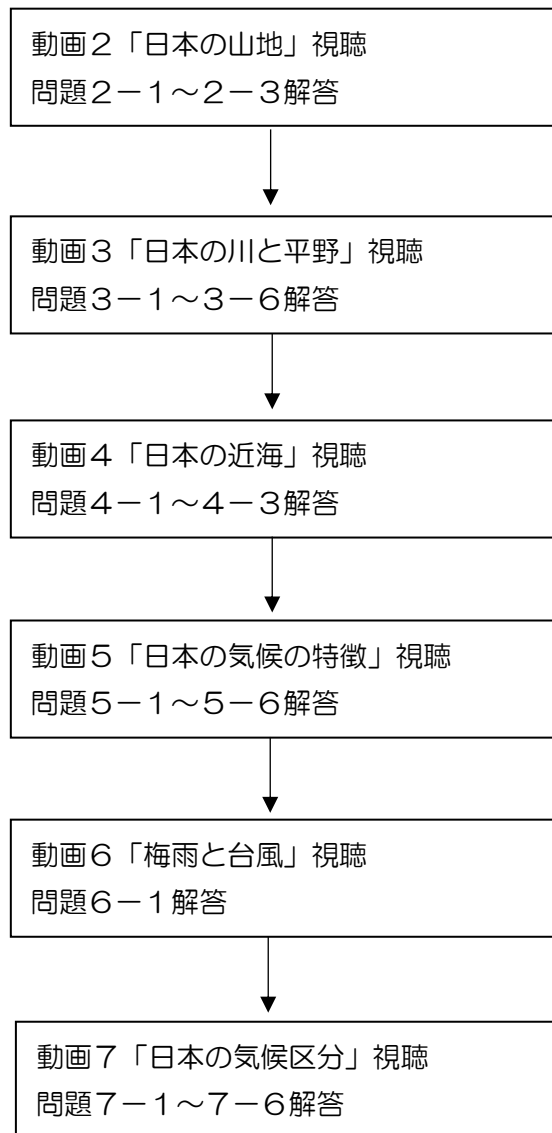 動画２「日本の山地」視聴
問題２－１～２－３解答
動画３「日本の川と平野」視聴
問題３－１～３－６解答
動画４「日本の近海」視聴
問題４－１～４－３解答
動画５「日本の気候の特徴」視聴
問題５－１～５－６解答
動画６「梅雨と台風」視聴
問題６－１解答
動画７「日本の気候区分」視聴
問題７－１～７－６解答